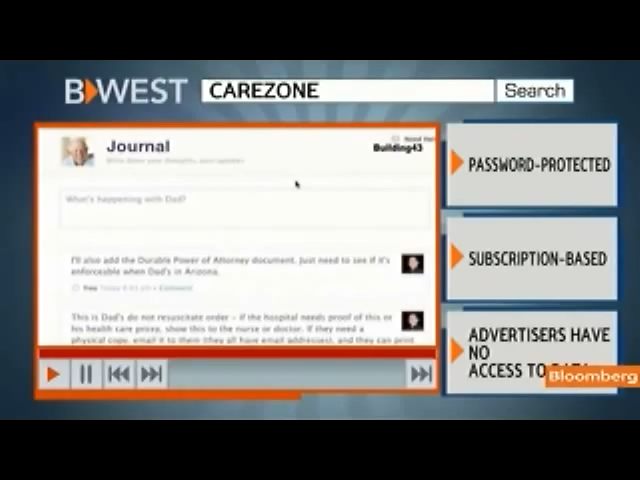 B WEST
CAREZONE
Search
Journal
Building43
What's happening with Dad?
I'll also add the Durable Power of Attorney document. Just need to see if it's
enforceable when Dad's in Arizona.
Comment
This is Dad's do not resuscitate order – if the hospital needs proof of this or
his health care proxy, show this to the nurse or doctor. If they need a
physical copy, email it to them (they all have email addresses), and they can print
PASSWORD-PROTECTED
SUBSCRIPTION-BASED
ADVERTISERS HAVE
NO
ACCESS TO
Bloomberg